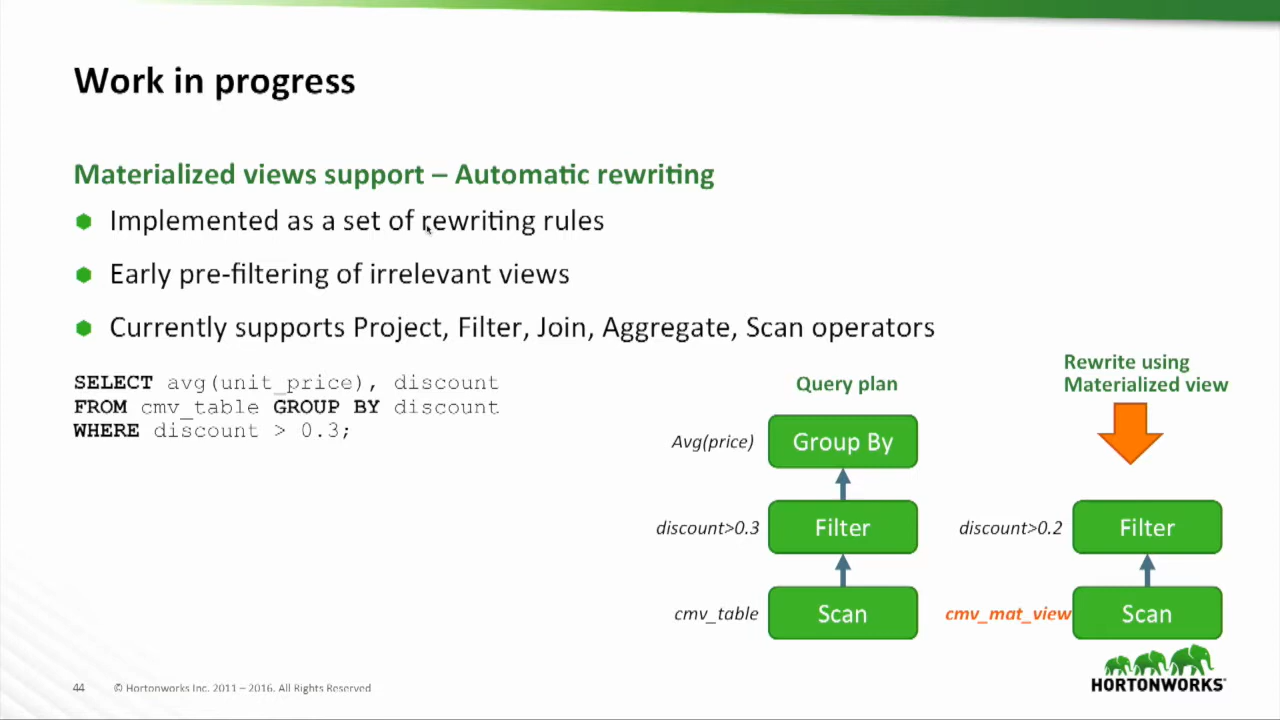 Work in progress
Materialized views support – Automatic rewriting
Implemented as a set of rewriting rules
Early pre-filtering of irrelevant views
Currently supports Project, Filter, Join, Aggregate, Scan operators
SELECT avg(unit_price), discount
FROM cmv_table GROUP BY discount
WHERE discount > 0.3;
Query plan
Avg(price)
Group By
discount>0.3
Filter
cmv_table
Scan
Rewrite using
Materialized view
discount>0.2
Filter
cmv_mat_view
Scan
HORTONWORKS
44 © Hortonworks Inc. 2011 – 2016. All Rights Reserved